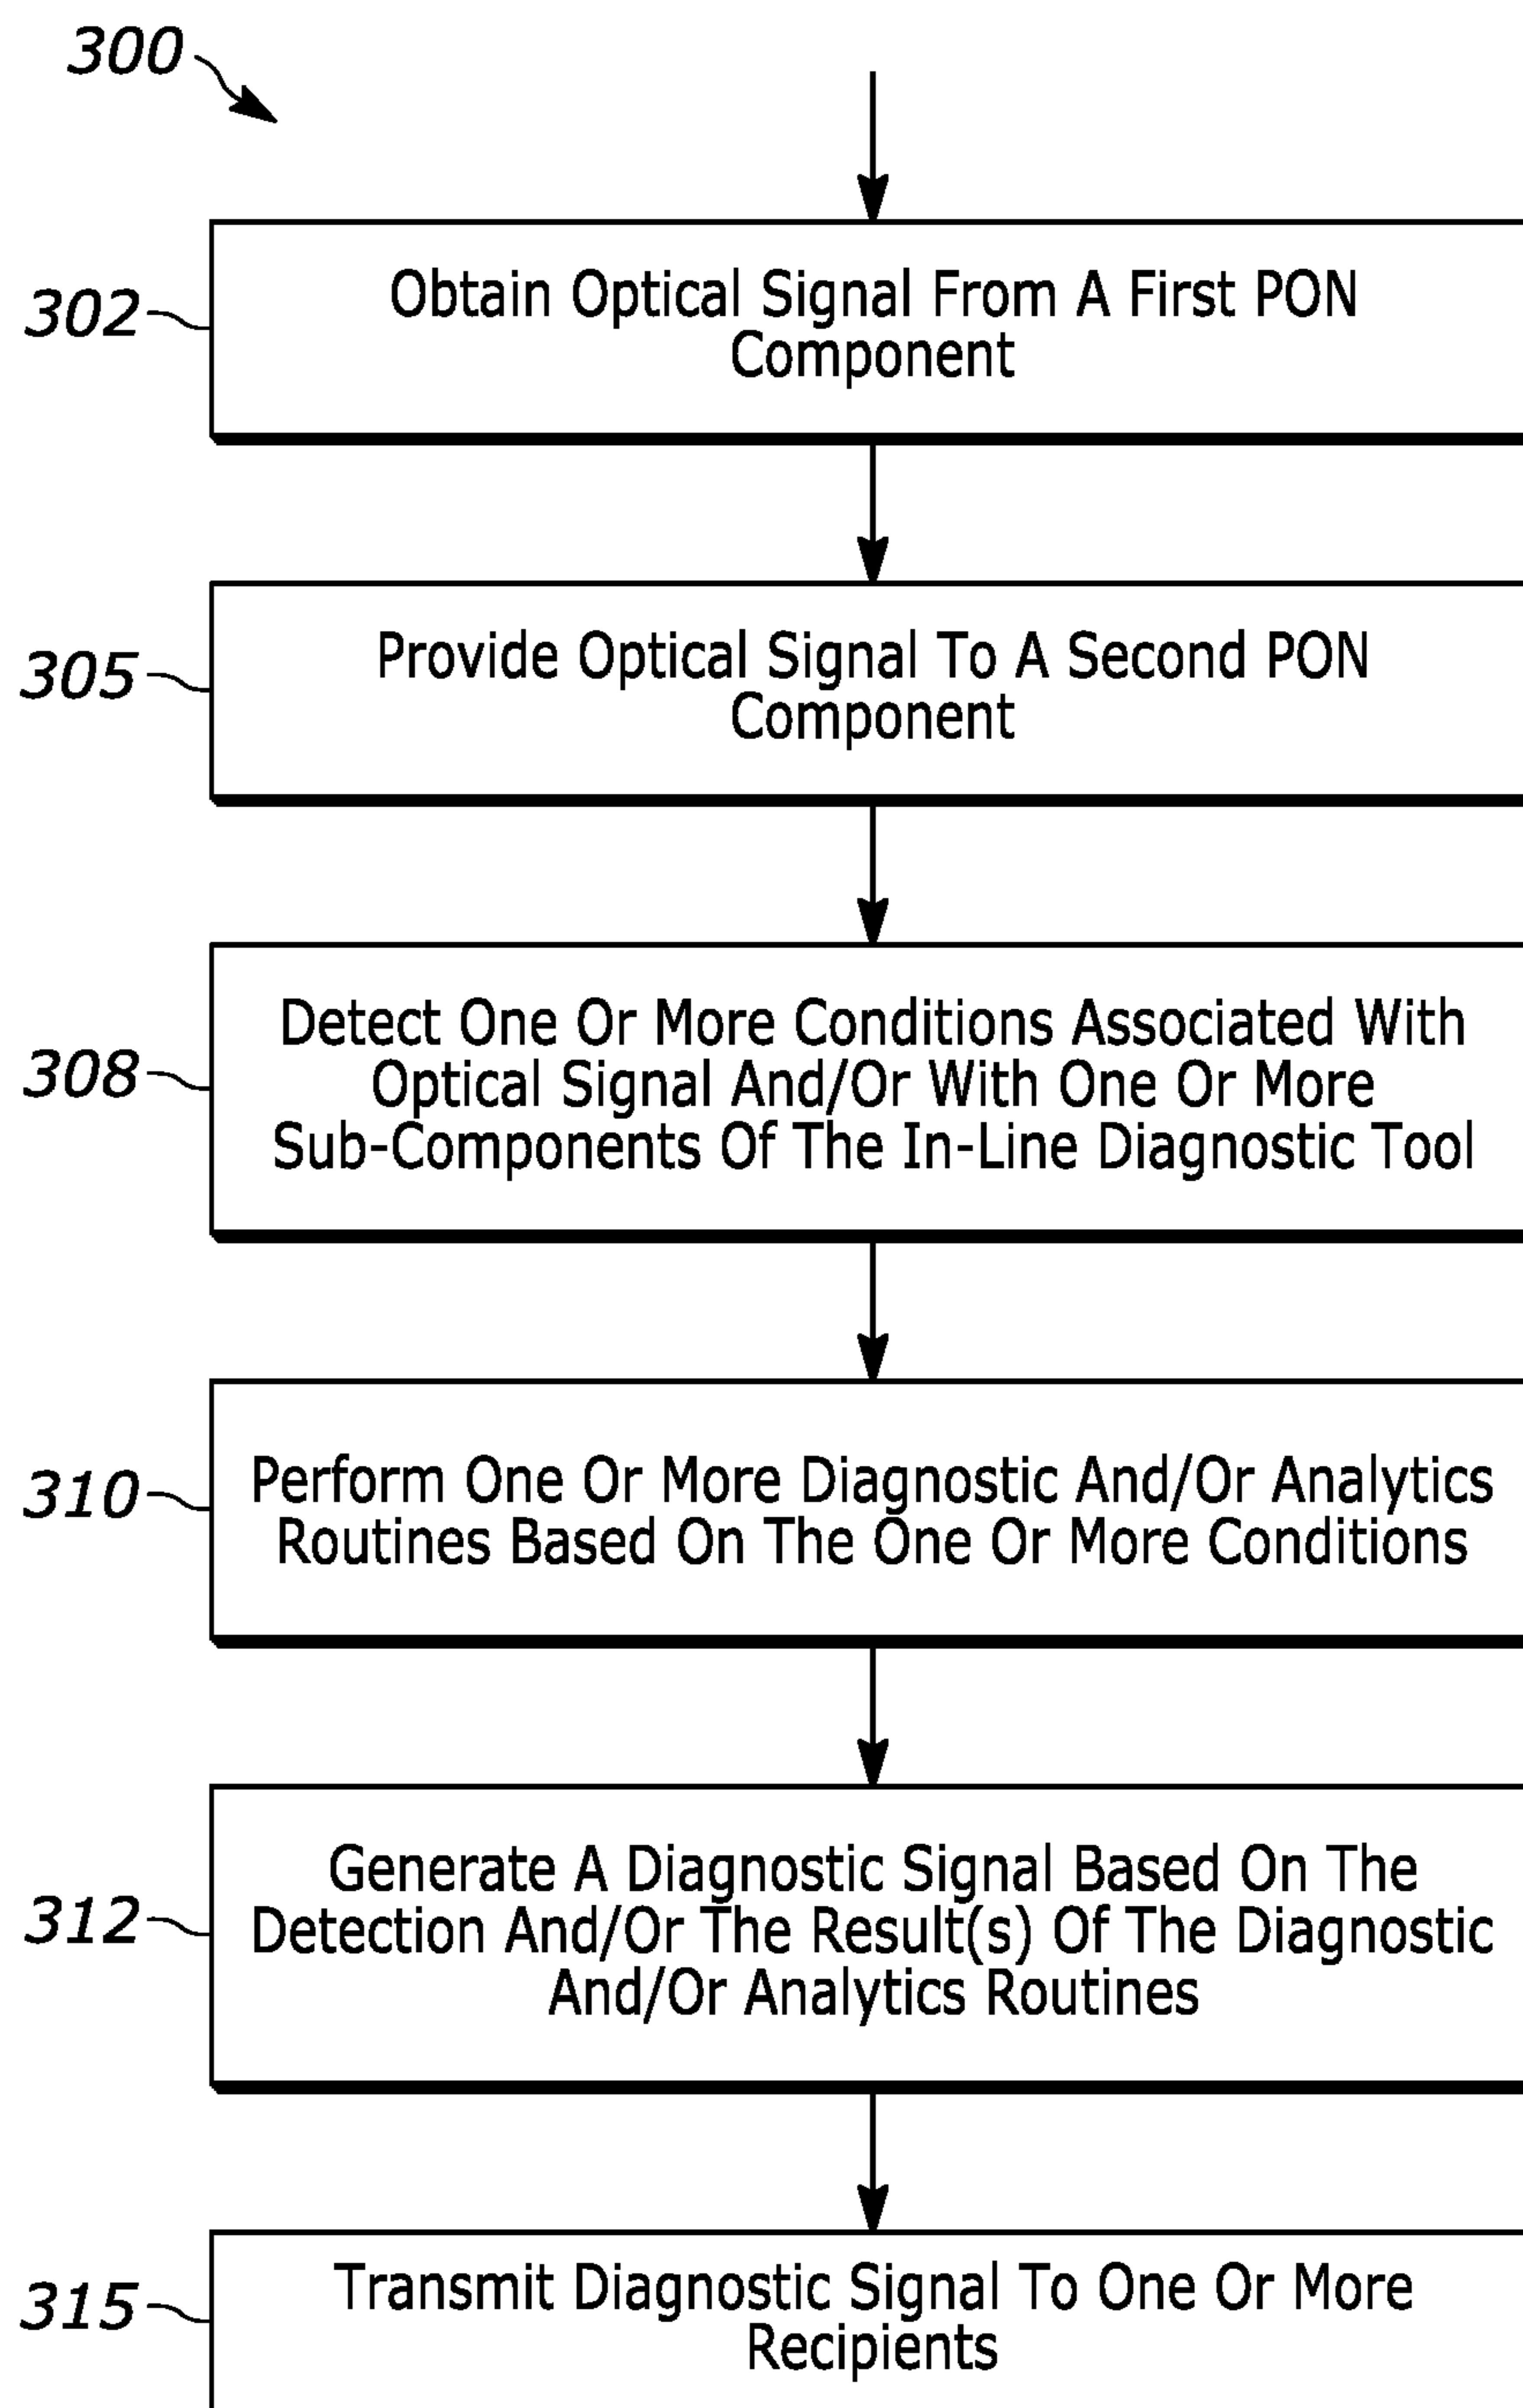 300
302
Obtain Optical Signal From A First PON
Component
305
Provide Optical Signal To A Second PON
Component
308
Detect One Or More Conditions Associated With
Optical Signal And/Or With One Or More
Sub-Components Of The In-Line Diagnostic Tool
310
Perform One Or More Diagnostic And/Or Analytics
Routines Based On The One Or More Conditions
312
Generate A Diagnostic Signal Based On The
Detection And/Or The Result(s) Of The Diagnostic
And/Or Analytics Routines
315
Transmit Diagnostic Signal To One Or More
Recipients